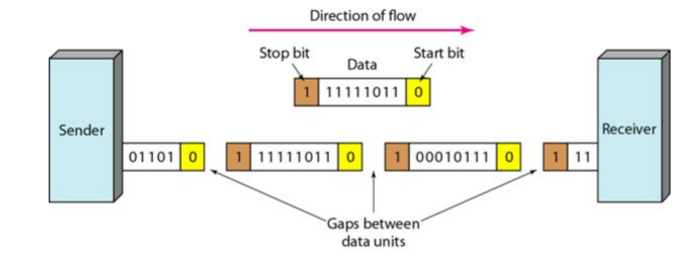 Direction of flow
Stop bit
Start bit
Data
1 11111011 0
Sender
Receiver
01101 0
1 11111011 0
1 00010111 0
1 11
Gaps between
data units